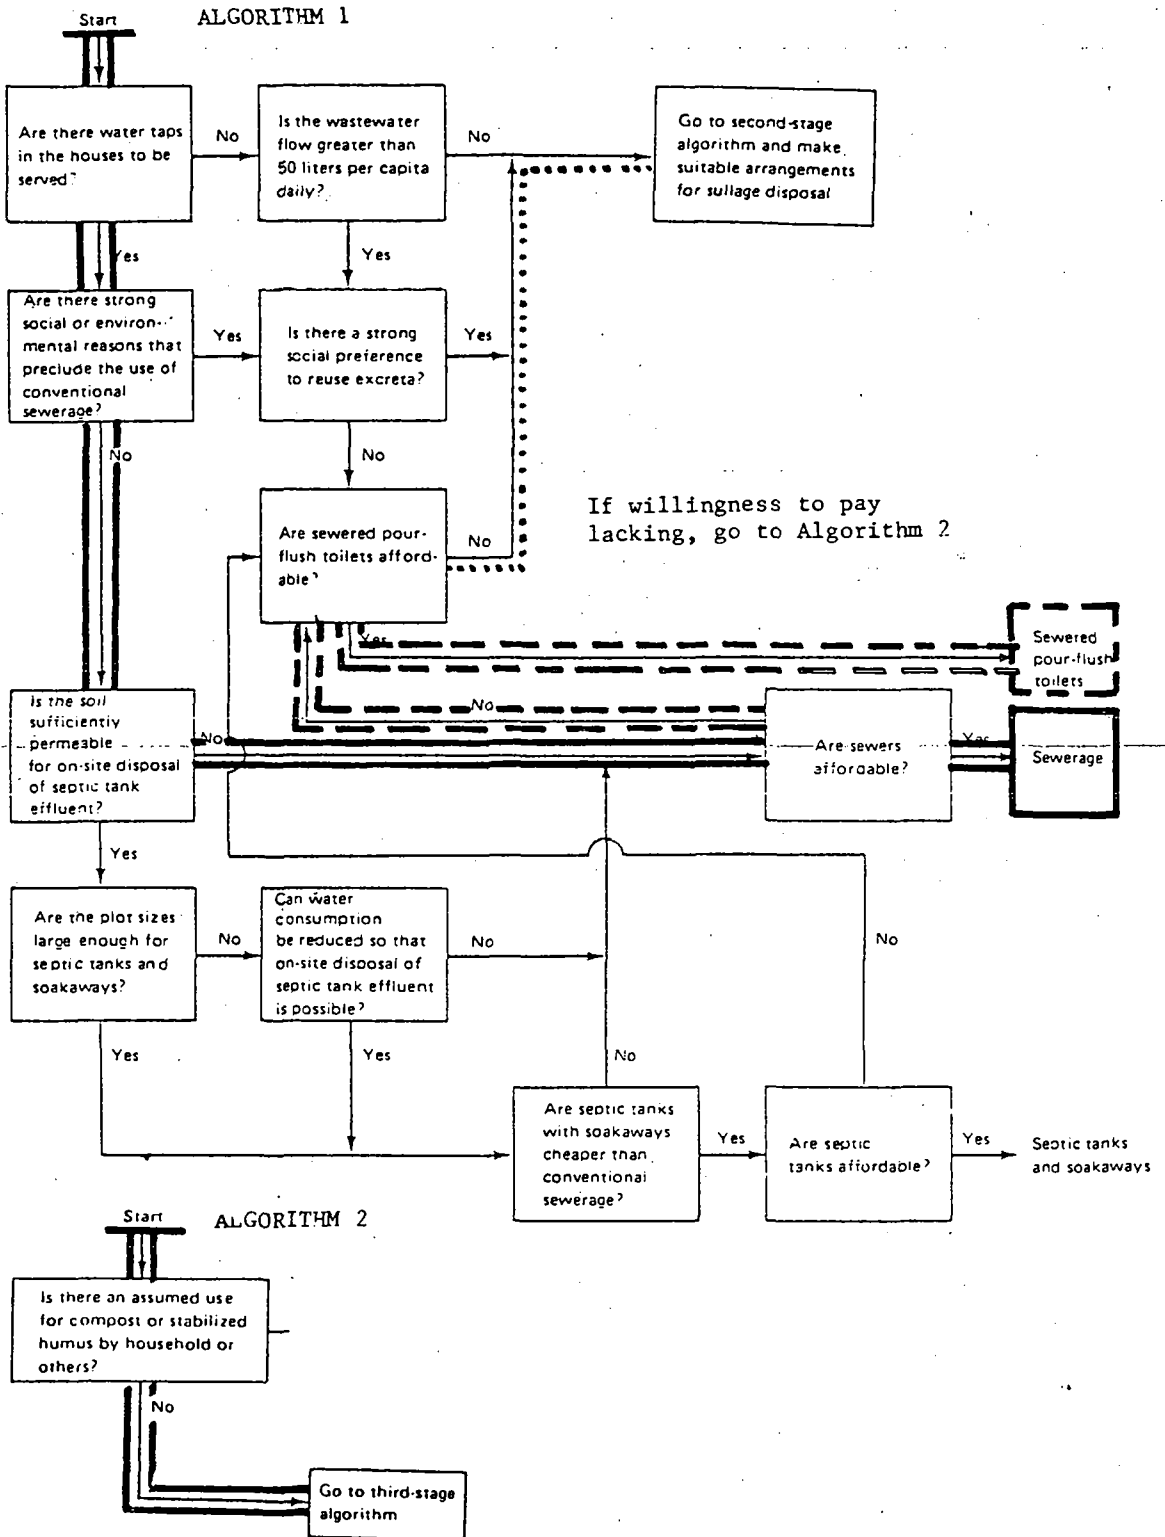 Start
ALGORITHM 1
Are there water taps
in the houses to be
served?
No
Is the wastewater
flow greater than
50 liters per capita
daily?
No
Go to second-stage
algorithm and make
suitable arrangements
for sullage disposal
Yes
Yes
Are there strong
social or environ-
mental reasons that
preclude the use of
conventional
sewerage?
Yes
Is there a strong
social preference
to reuse excreta?
Yes
No
No
If willingness to pay
lacking, go to Algorithm 2
Are sewered pour-
flush toilets afford-
able?
No
Yes
Sewered
pour-flush
toilets
Is the soil
sufficiently
permeable
for on-site disposal
of septic tank
effluent?
No
No
Are sewers
affordable?
Yes
Sewerage
Yes
Are the plot sizes
large enough for
septic tanks and
soakaways?
No
Can water
consumption
be reduced so that
on-site disposal of
septic tank effluent
is possible?
No
No
Yes
Yes
No
Are septic tanks
with soakaways
cheaper than
conventional
sewerage?
Yes
Are septic
tanks affordable?
Yes
Septic tanks
and soakaways
Start
ALGORITHM 2
Is there an assumed use
for compost or stabilized
humus by household or
others?
No
Go to third-stage
algorithm